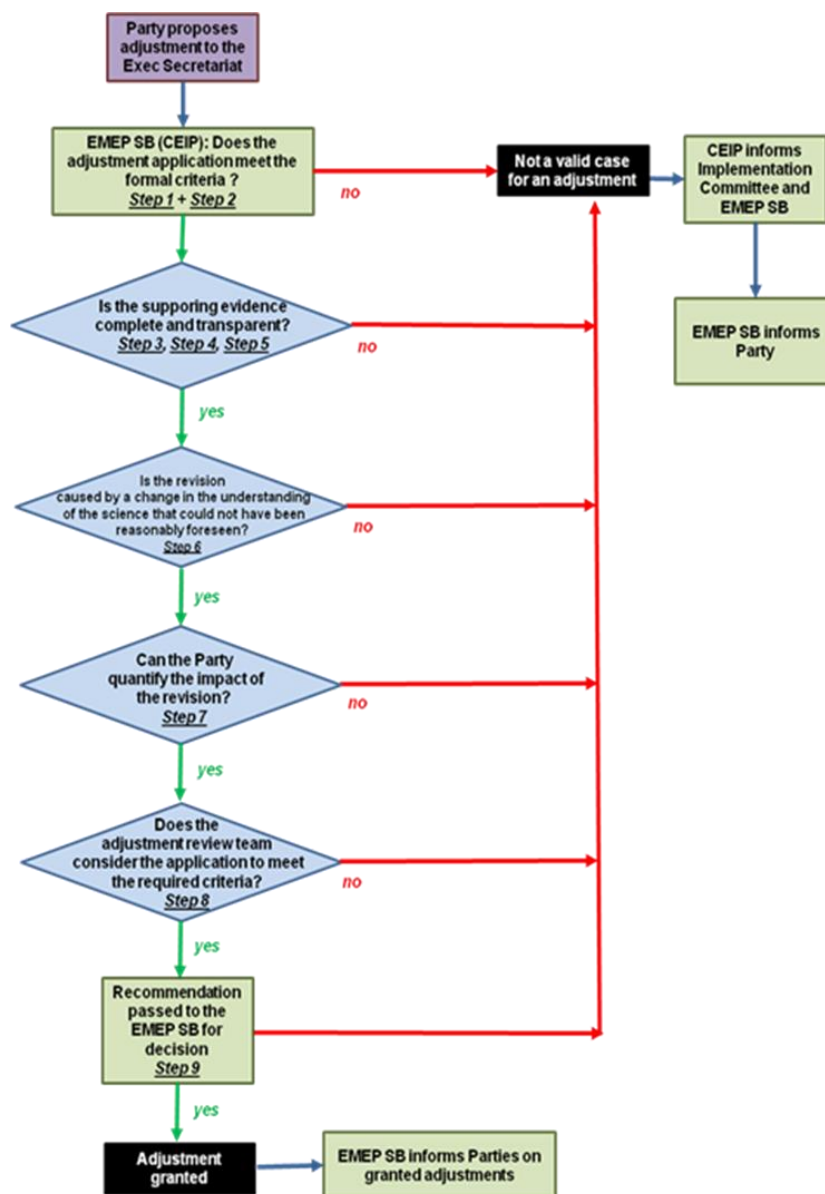 Party proposes
adjustment to the
Exec Secretariat
EMEP SB (CEIP): Does the
adjustment application meet the
formal criteria ?
Step 1 + Step 2
no
Not a valid case
for an adjustment
CEIP informs
Implementation
Committee and
EMEP SB
EMEP SB informs
Party
Is the supporing evidence
complete and transparent?
Step 3, Step 4, Step 5
no
yes
Is the revision
caused by a change in the understanding
of the science that could not have been
reasonably foreseen?
Step 6
no
yes
Can the Party
quantify the impact of
the revision?
Step 7
no
yes
Does the
adjustment review team
consider the application to meet
the required criteria?
Step 8
no
yes
Recommendation
passed to the
EMEP SB for
decision
Step 9
yes
Adjustment
granted
EMEP SB informs Parties on
granted adjustments